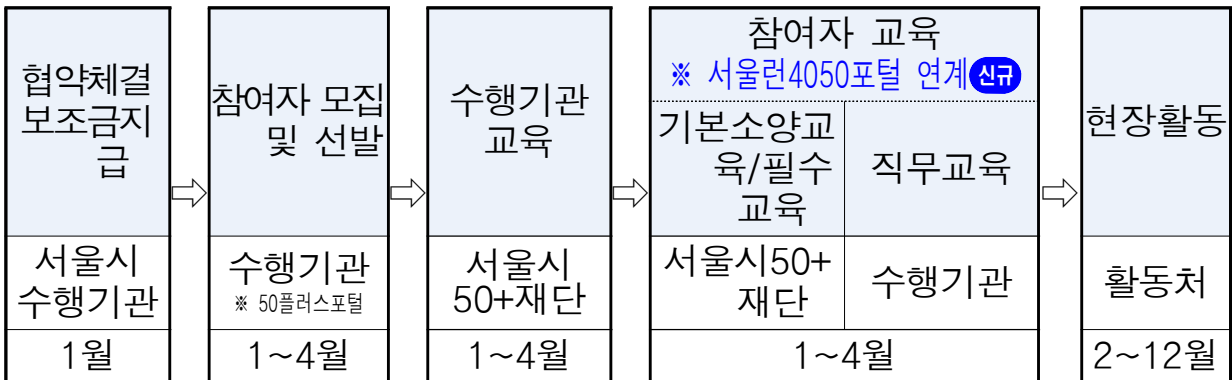 협약체결
보조금지
급
서울시
수행기관
1월
참여자 모집
및 선발
수행기관
※ 50플러스포털
1~4월
수행기관
교육
서울시
50+재단
1~4월
참여자 교육
※ 서울런4050포털 연계 신규
기본소양교
육/필수
교육
직무교육
서울시50+
재단
수행기관
1~4월
현장활동
활동처
2~12월